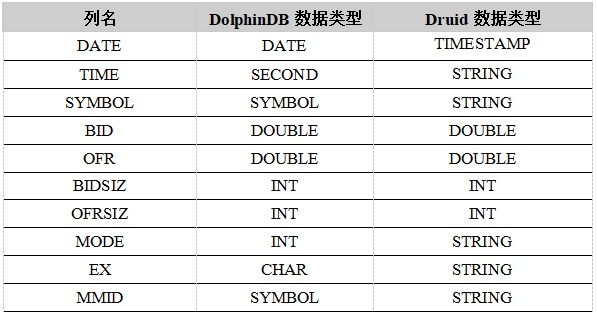 列名 DolphinDB 数据类型 Druid 数据类型
DATE DATE TIMESTAMP
TIME SECOND STRING
SYMBOL SYMBOL STRING
BID DOUBLE DOUBLE
OFR DOUBLE DOUBLE
BIDSIZ INT INT
OFRSIZ INT INT
MODE INT STRING
EX CHAR STRING
MMID SYMBOL STRING